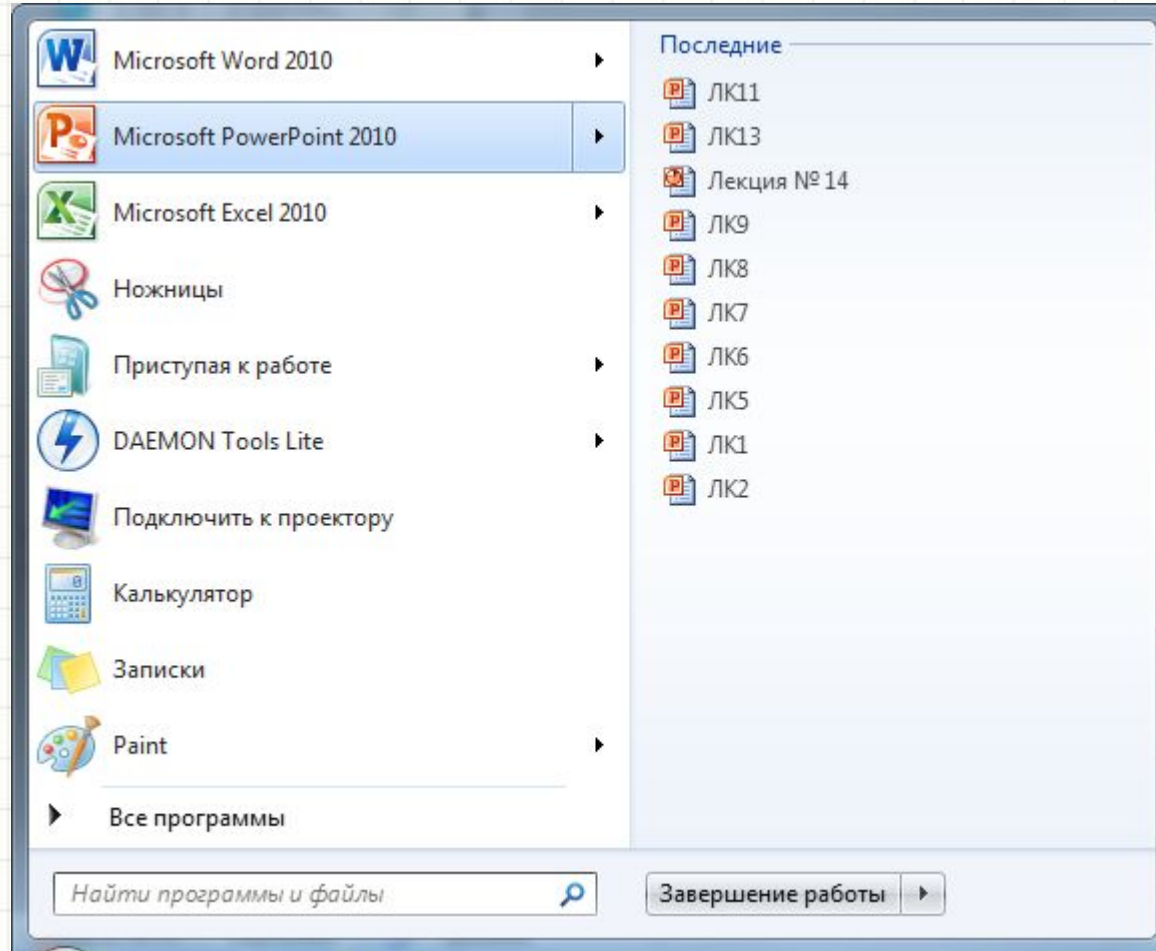 Microsoft Word 2010
Microsoft PowerPoint 2010
Microsoft Excel 2010
Ножницы
Приступая к работе
DAEMON Tools Lite
Подключить к проектору
Калькулятор
Записки
Paint
Все программы
Найти программы и файлы
Последние
ЛК11
ЛК13
Лекция № 14
ЛК9
ЛК8
ЛК7
ЛК6
ЛК5
ЛК1
ЛК2
Завершение работы